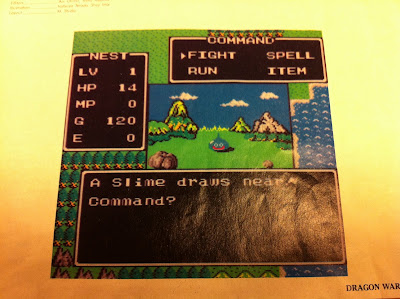 COMMAND
FIGHT SPELL
RUN ITEM
NEST
LV 1
HP 14
MP 0
G 120
E 0
A Slime draws near.
Command?
DRAGON WAR